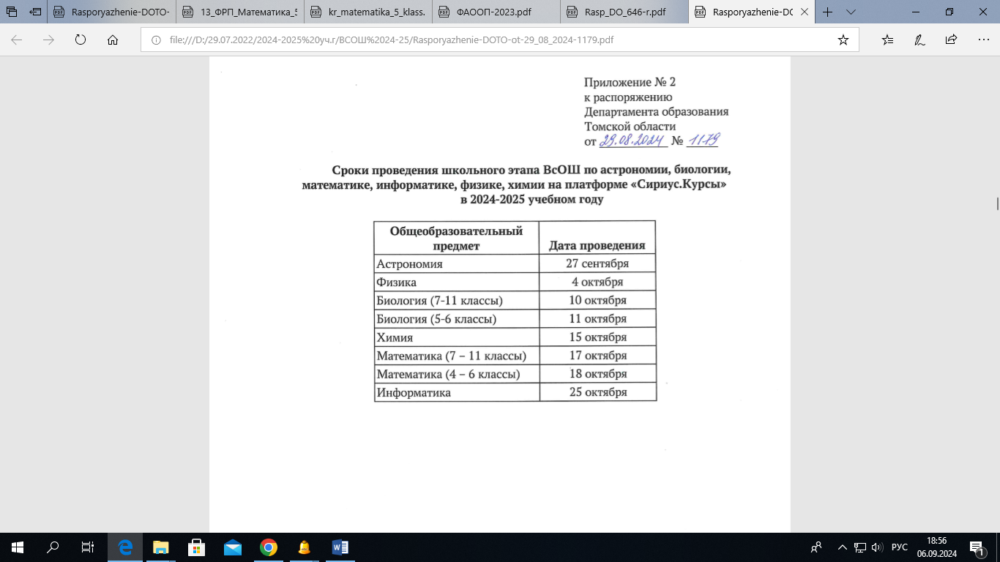 Rasporyazhenie-DOTO-
13_ФРП_Математика_5
kr_matematika_5_klass.
ФАООП-2023.pdf
Rasp_DO_646-r.pdf
Rasporyazhenie-DO
file:///D:/29.07.2022/2024-2025%20уч.г/ВСОШ%2024-25/Rasporyazhenie-DOTO-ot-29_08_2024-1179.pdf
Приложение № 2
к распоряжению
Департамента образования
Томской области
от 29.08.2024 № 1179
Сроки проведения школьного этапа ВсОШ по астрономии, биологии,
математике, информатике, физике, химии на платформе «Сириус.Курсы»
в 2024-2025 учебном году
Общеобразовательный
предмет
Дата проведения
Астрономия 27 сентября
Физика 4 октября
Биология (7-11 классы) 10 октября
Биология (5-6 классы) 11 октября
Химия 15 октября
Математика (7 – 11 классы) 17 октября
Математика (4 – 6 классы) 18 октября
Информатика 25 октября
РУС
18:56
06.09.2024
1